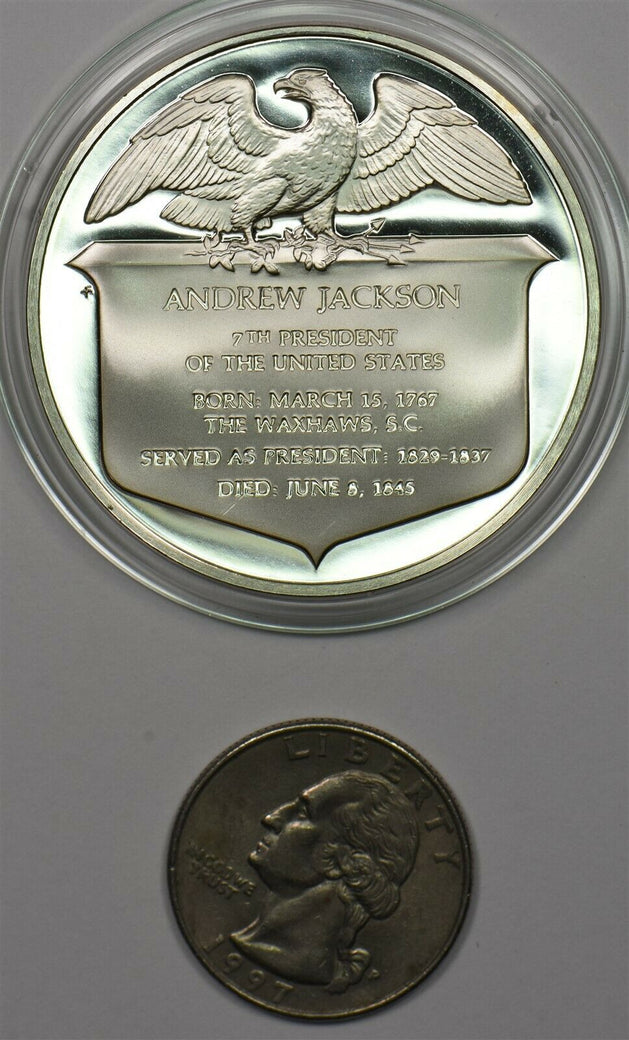 ANDREW JACKSON
7TH PRESIDENT
OF THE UNITED STATES
BORN: MARCH 15, 1767
THE WAXHAWS, S.C.
SERVED AS PRESIDENT: 1829-1837
DIED: JUNE 8, 1845
LIBERTY
IN GOD WE
TRUST
1997
P